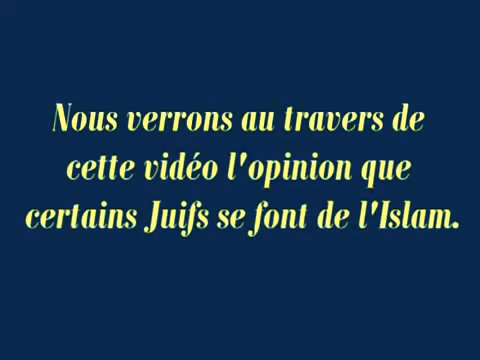 Nous verrons au travers de
cette vidéo l'opinion que
certains Juifs se font de l'Islam.